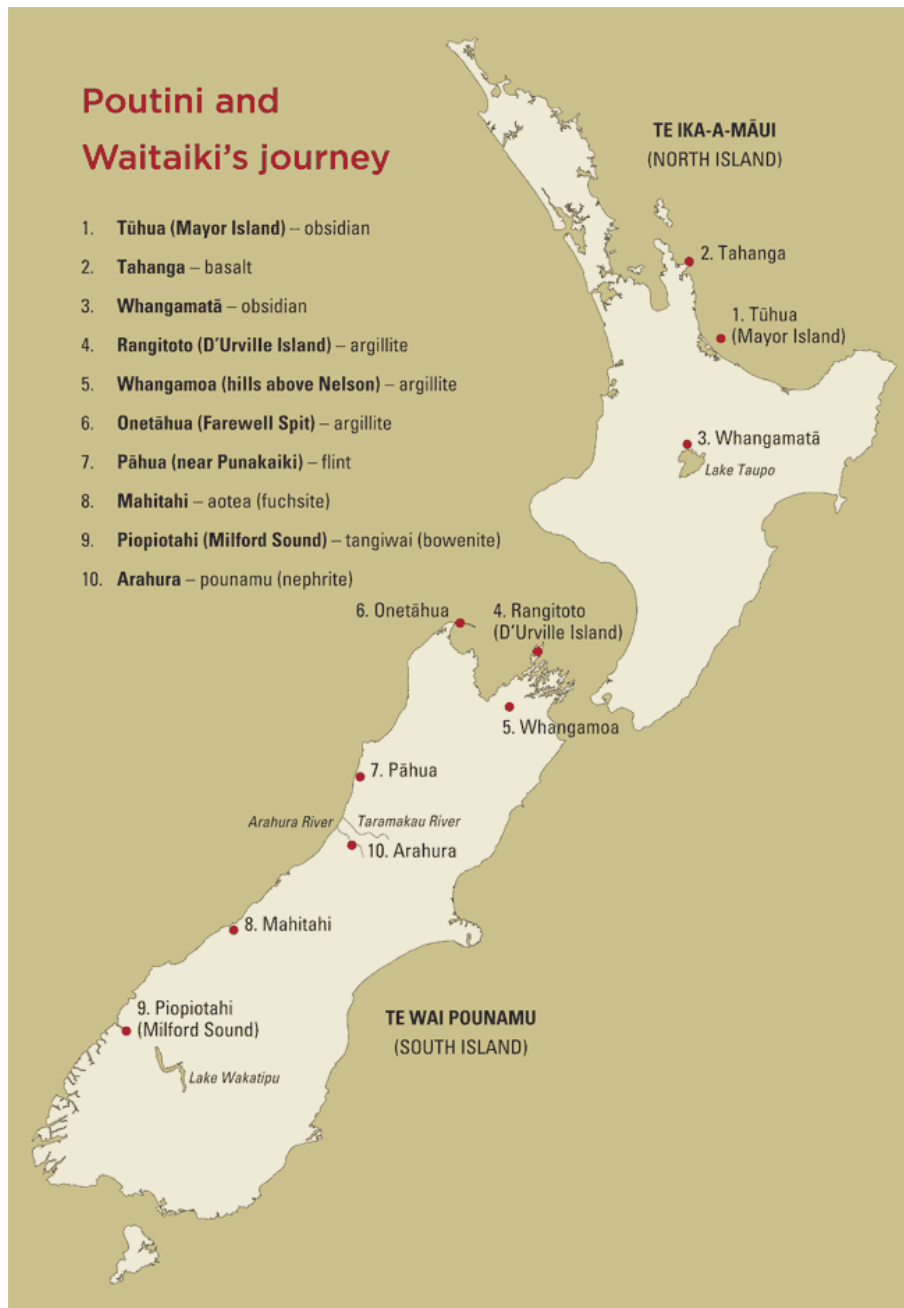 Poutini and
Waitaiki's journey
1. Tūhua (Mayor Island) – obsidian
2. Tahanga – basalt
3. Whangamatā – obsidian
4. Rangitoto (D'Urville Island) – argillite
5. Whangamoa (hills above Nelson) – argillite
6. Onetāhua (Farewell Spit) – argillite
7. Pāhua (near Punakaiki) – flint
8. Mahitahi – aotea (fuchsite)
9. Piopiotahi (Milford Sound) – tangiwai (bowenite)
10. Arahura – pounamu (nephrite)
TE IKA-A-MĀUI
(NORTH ISLAND)
2. Tahanga
1. Tūhua
(Mayor Island)
3. Whangamatā
Lake Taupo
6. Onetāhua
4. Rangitoto
(D'Urville Island)
5. Whangamoa
7. Pāhua
Arahura River
Taramakau River
10. Arahura
8. Mahitahi
9. Piopiotahi
(Milford Sound)
Lake Wakatipu
TE WAI POUNAMU
(SOUTH ISLAND)